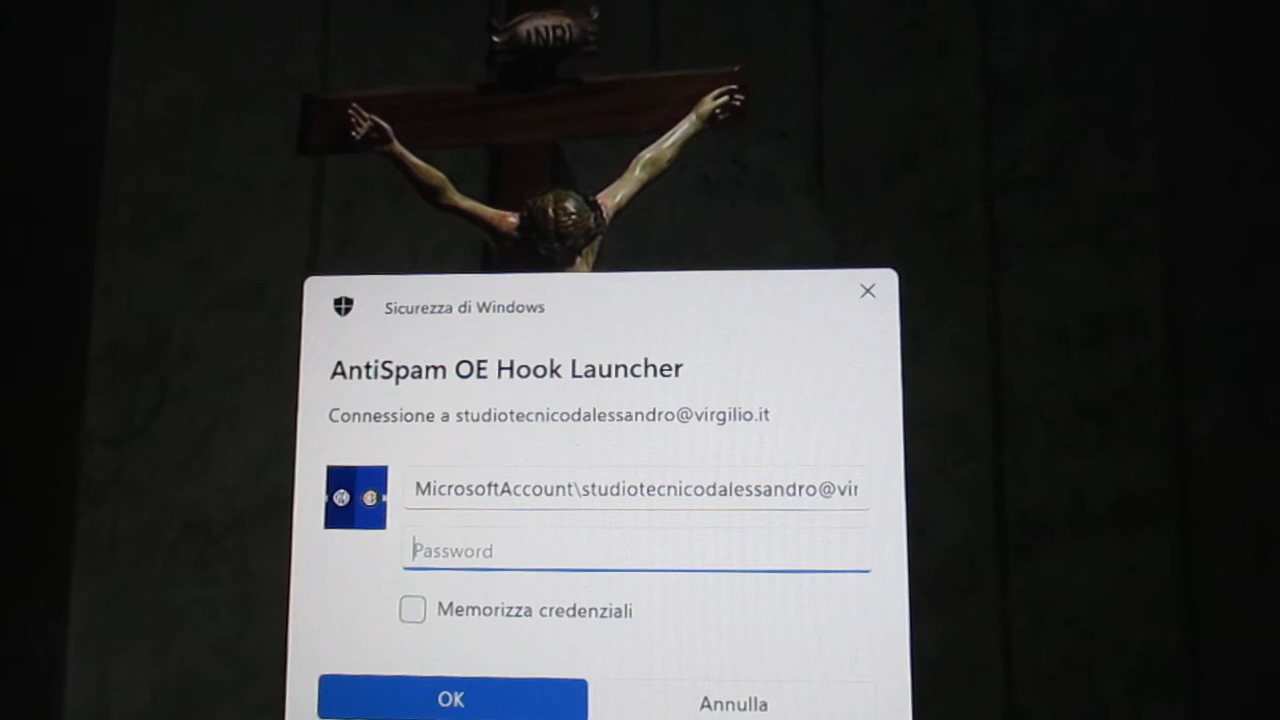 INRI
Sicurezza di Windows
AntiSpam OE Hook Launcher
Connessione a studiotecnicodalessandro@virgilio.it
MicrosoftAccount\studiotecnicodalessandro@vir
Password
Memorizza credenziali
OK
Annulla